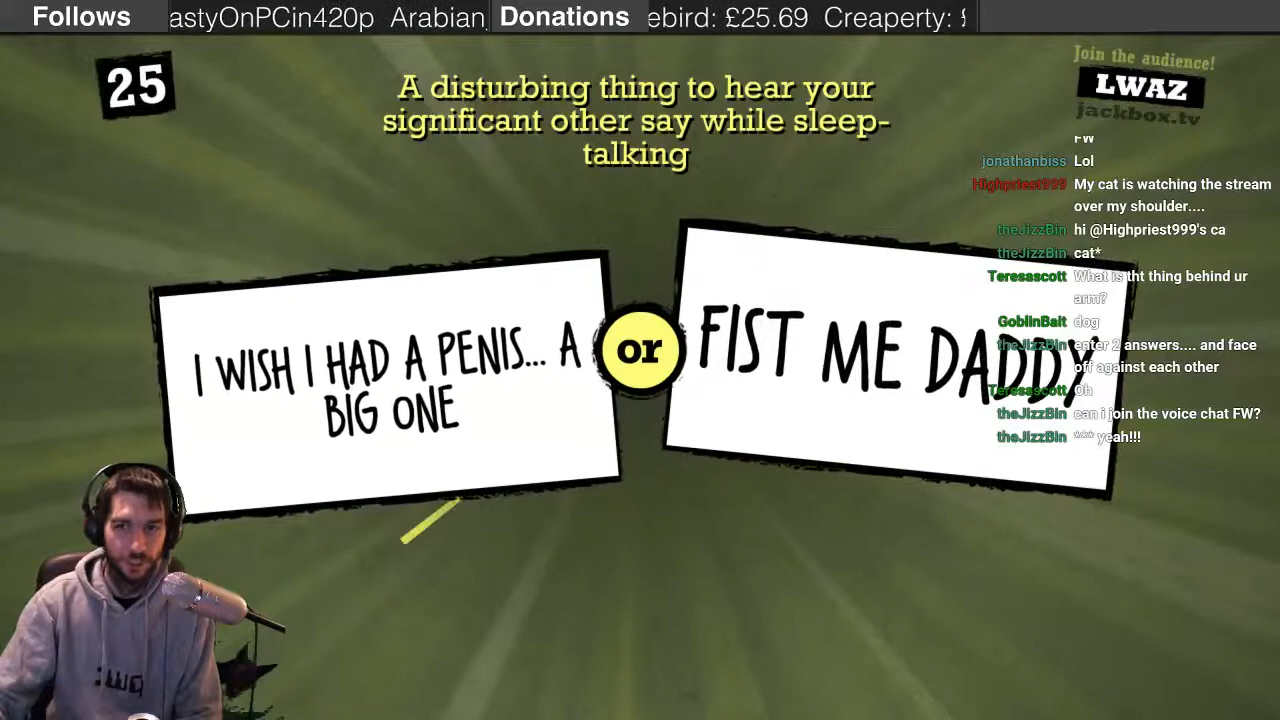 Follows
astyOnPCin420p Arabian
Donations
ebird: £25.69 Creaperty:
25
A disturbing thing to hear your
significant other say while sleep-
talking
Join the audience!
LWAZ
jackbox.tv
FW
jonathanbiss Lol
Highpriest999 My cat is watching the stream
over my shoulder....
theJizzBin hi @Highpriest999's ca
theJizzBin cat*
Teresascott What is tht thing behind ur
arm?
GoblinBait dog
theJizzBin enter 2 answers.... and face
off against each other
Teresascott Oh
theJizzBin can i join the voice chat FW?
theJizzBin *** yeah!!!
I WISH I HAD A PENIS... A
BIG ONE
or
FIST ME DADDY